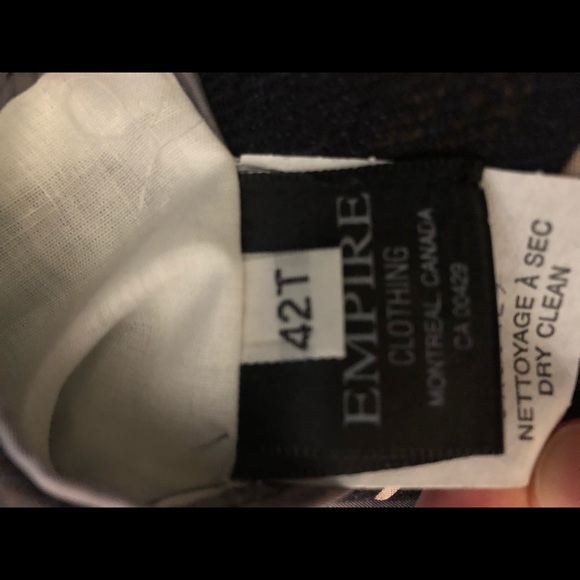 42T
EMPIRE
CLOTHING
MONTREAL, CANADA
CA 00429
NETTOYAGE À SEC
DRY CLEAN